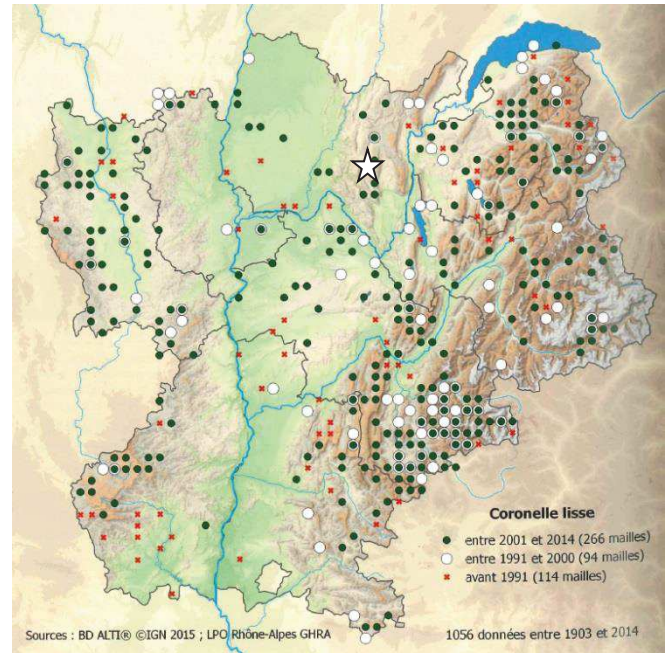 Coronelle lisse
entre 2001 et 2014 (266 mailles)
entre 1991 et 2000 (94 mailles)
avant 1991 (114 mailles)
Sources : BD ALTI® ©IGN 2015 ; LPO Rhône-Alpes GHRA
1056 données entre 1903 et 2014